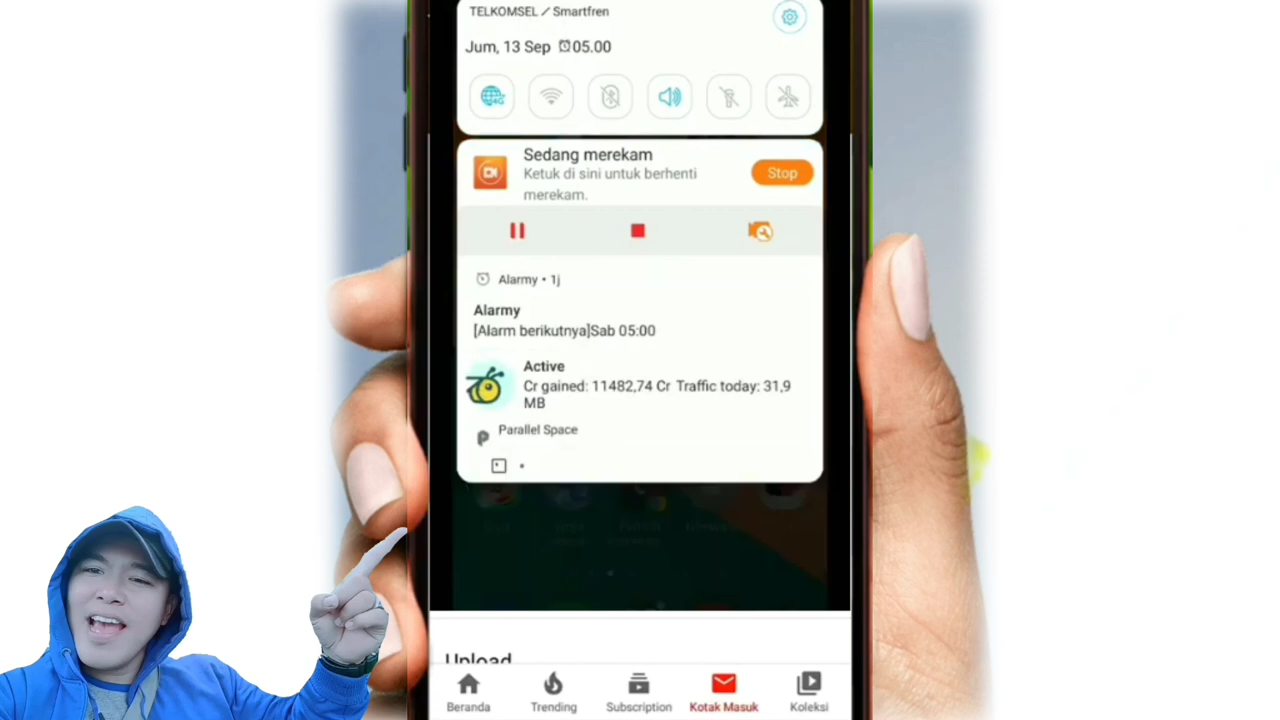 TELKOMSEL / Smartfren
Jum, 13 Sep 05.00
4G
Sedang merekam
Ketuk di sini untuk berhenti
merekam.
Stop
Alarmy • 1j
Alarmy
[Alarm berikutnya]Sab 05:00
Active
Cr gained: 11482,74 Cr Traffic today: 31,9
MB
Parallel Space
Upload
Beranda
Trending
Subscription
Kotak Masuk
Koleksi